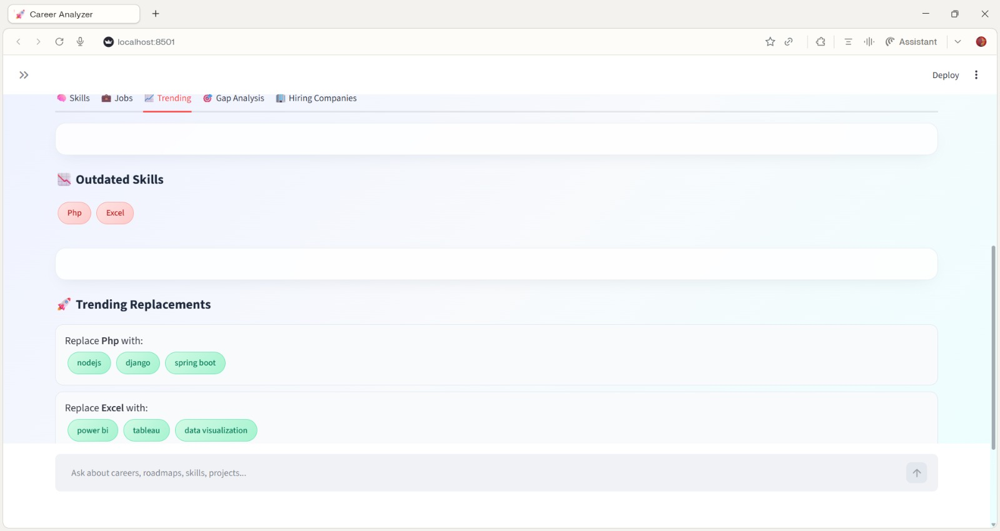 Career Analyzer
localhost:8501
Assistant
Deploy
Skills
Jobs
Trending
Gap Analysis
Hiring Companies
Outdated Skills
Php
Excel
Trending Replacements
Replace Php with:
nodejs
django
spring boot
Replace Excel with:
power bi
tableau
data visualization
Ask about careers, roadmaps, skills, projects...